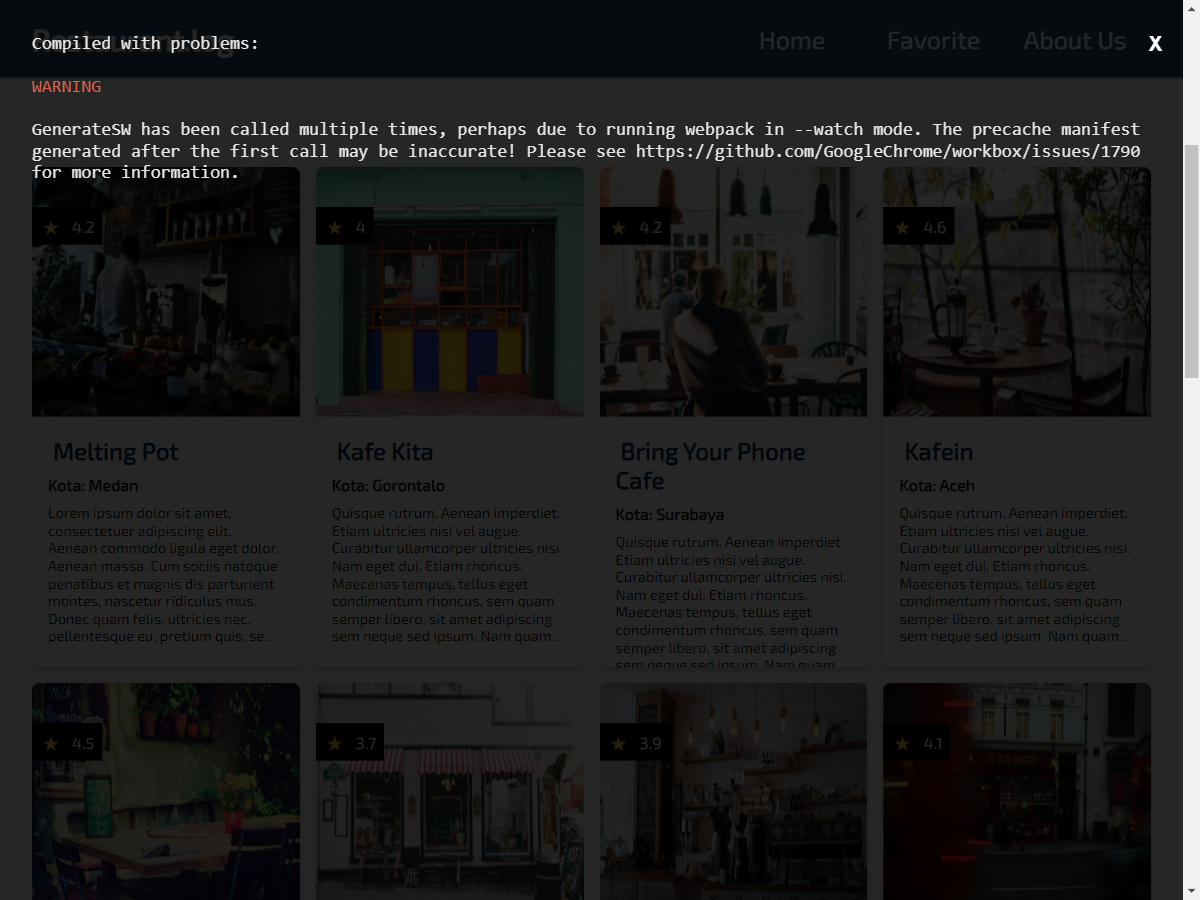 Restaurant.log
Home Favorite About Us
Compiled with problems:
X
WARNING
GenerateSW has been called multiple times, perhaps due to running webpack in --watch mode. The precache manifest
generated after the first call may be inaccurate! Please see https://github.com/GoogleChrome/workbox/issues/1790
for more information.
★ 4.2
★ 4
★ 4.2
★ 4.6
Melting Pot
Kota: Medan
Lorem ipsum dolor sit amet,
consectetuer adipiscing elit.
Aenean commodo ligula eget dolor.
Aenean massa. Cum sociis natoque
penatibus et magnis dis parturient
montes, nascetur ridiculus mus.
Donec quam felis, ultricies nec,
pellentesque eu, pretium quis, se...
Kafe Kita
Kota: Gorontalo
Quisque rutrum. Aenean imperdiet.
Etiam ultricies nisi vel augue.
Curabitur ullamcorper ultricies nisi.
Nam eget dui. Etiam rhoncus.
Maecenas tempus, tellus eget
condimentum rhoncus, sem quam
semper libero, sit amet adipiscing
sem neque sed ipsum. Nam quam...
Bring Your Phone
Cafe
Kota: Surabaya
Quisque rutrum. Aenean imperdiet.
Etiam ultricies nisi vel augue.
Curabitur ullamcorper ultricies nisi.
Nam eget dui. Etiam rhoncus.
Maecenas tempus, tellus eget
condimentum rhoncus, sem quam
semper libero, sit amet adipiscing
sem neque sed ipsum. Nam quam
Kafein
Kota: Aceh
Quisque rutrum. Aenean imperdiet.
Etiam ultricies nisi vel augue.
Curabitur ullamcorper ultricies nisi.
Nam eget dui. Etiam rhoncus.
Maecenas tempus, tellus eget
condimentum rhoncus, sem quam
semper libero, sit amet adipiscing
sem neque sed ipsum. Nam quam...
★ 4.5
★ 3.7
★ 3.9
★ 4.1